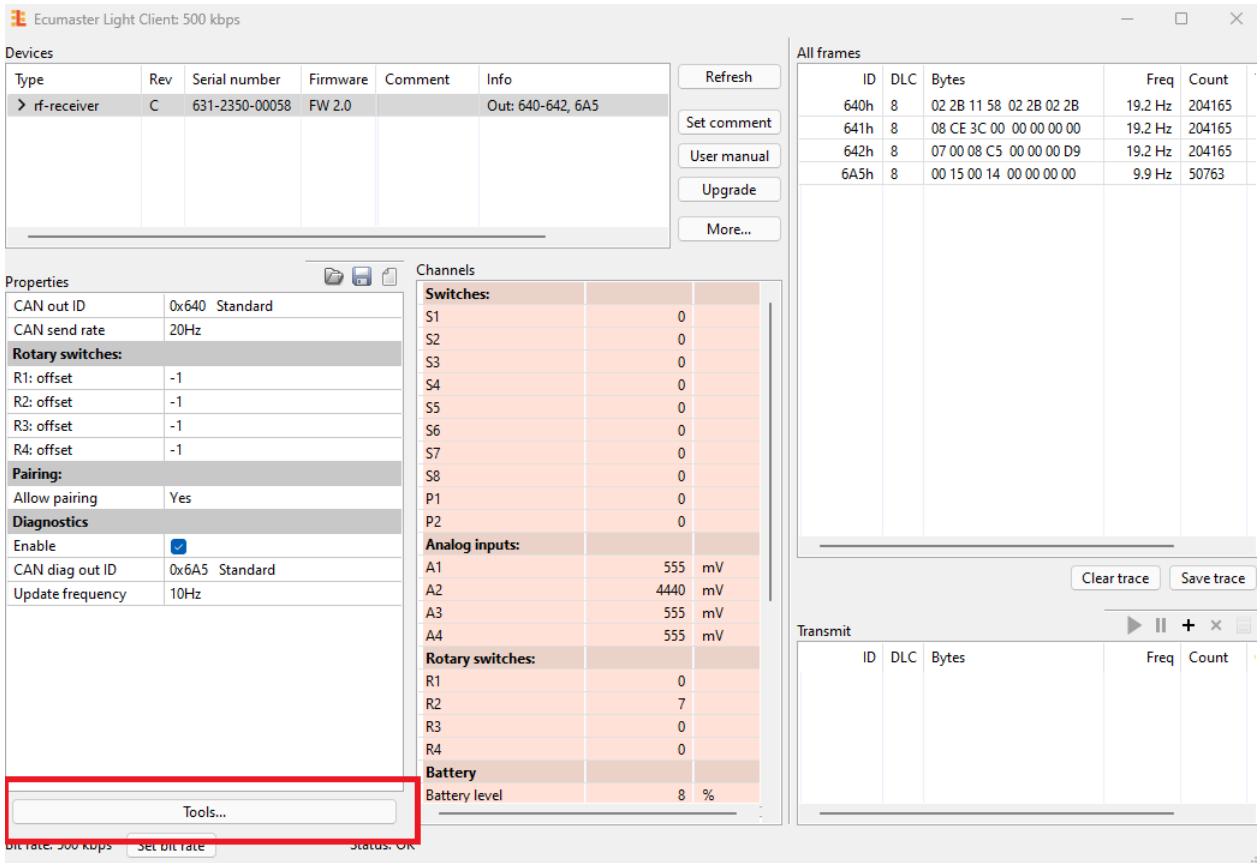 Ecumaster Light Client: 500 kbps
Devices
Type Rev Serial number Firmware Comment Info
rf-receiver C 631-2350-00058 FW 2.0 Out: 640-642, 6A5
Refresh
Set comment
User manual
Upgrade
More...
Properties
CAN out ID 0x640 Standard
CAN send rate 20Hz
Rotary switches:
R1: offset -1
R2: offset -1
R3: offset -1
R4: offset -1
Pairing:
Allow pairing Yes
Diagnostics
Enable
CAN diag out ID 0x6A5 Standard
Update frequency 10Hz
Tools...
Bit rate: 500 kbps Set bit rate Status: OK
Channels
Switches:
S1 0
S2 0
S3 0
S4 0
S5 0
S6 0
S7 0
S8 0
P1 0
P2 0
Analog inputs:
A1 555 mV
A2 4440 mV
A3 555 mV
A4 555 mV
Rotary switches:
R1 0
R2 7
R3 0
R4 0
Battery
Battery level 8 %
All frames
ID DLC Bytes Freq Count
640h 8 02 2B 11 58 02 2B 02 2B 19.2 Hz 204165
641h 8 08 CE 3C 00 00 00 00 00 19.2 Hz 204165
642h 8 07 00 08 C5 00 00 00 D9 19.2 Hz 204165
6A5h 8 00 15 00 14 00 00 00 00 9.9 Hz 50763
Clear trace Save trace
Transmit
ID DLC Bytes Freq Count